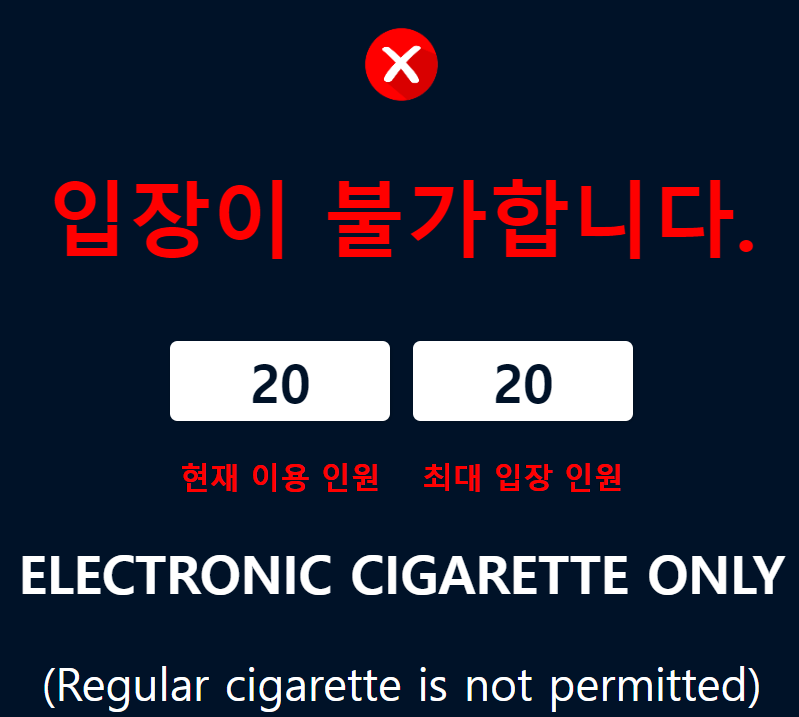 입장이 불가합니다.
20 20
현재 이용 인원 최대 입장 인원
ELECTRONIC CIGARETTE ONLY
(Regular cigarette is not permitted)